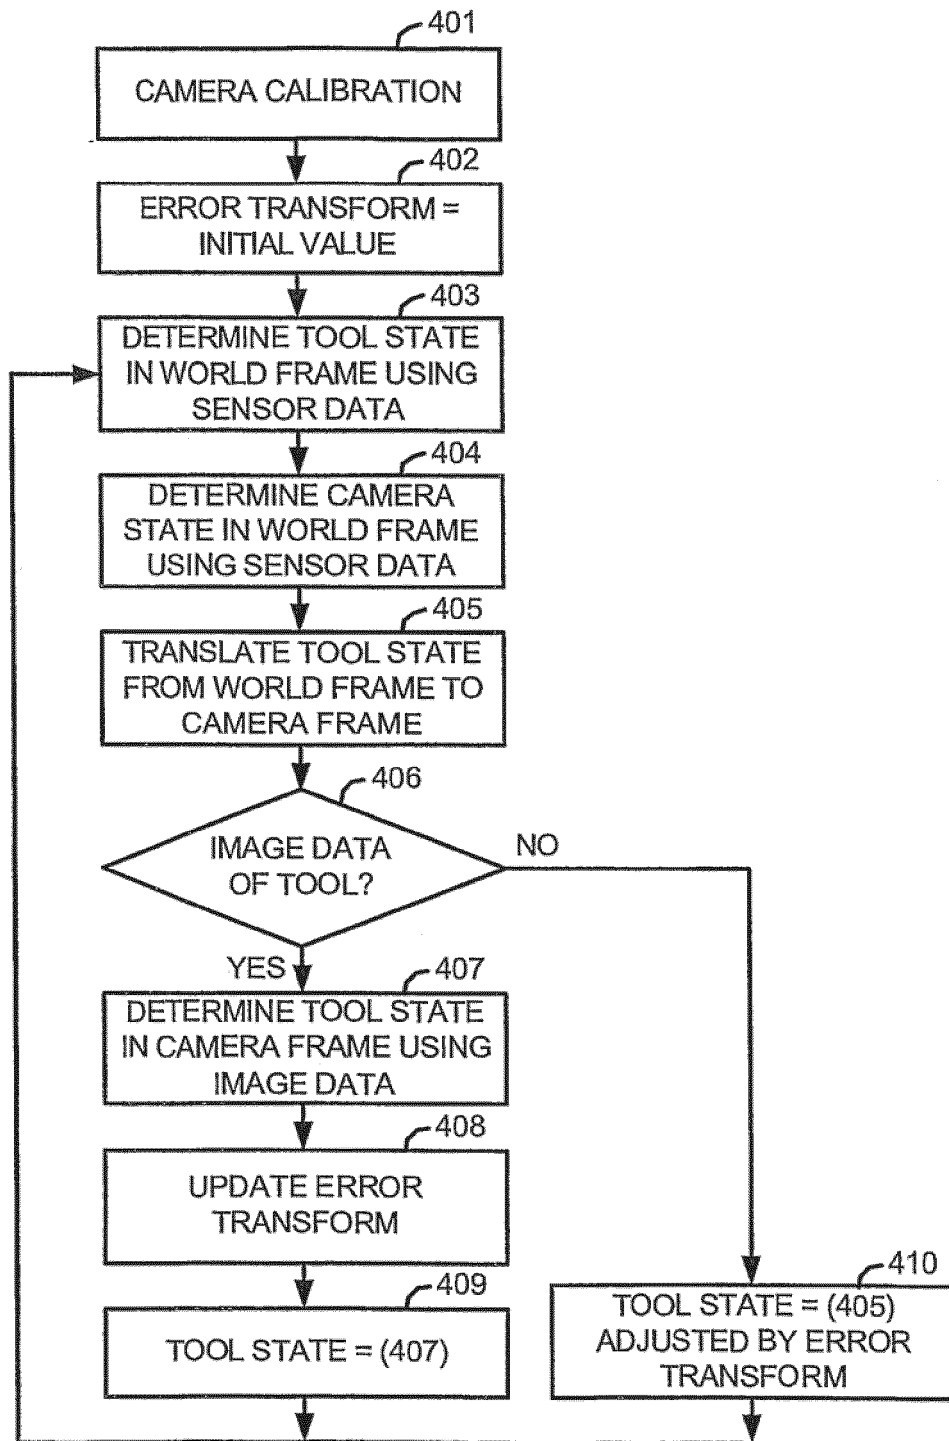 401
CAMERA CALIBRATION
402
ERROR TRANSFORM =
INITIAL VALUE
403
DETERMINE TOOL STATE
IN WORLD FRAME USING
SENSOR DATA
404
DETERMINE CAMERA
STATE IN WORLD FRAME
USING SENSOR DATA
405
TRANSLATE TOOL STATE
FROM WORLD FRAME TO
CAMERA FRAME
406
IMAGE DATA
OF TOOL?
NO
YES
407
DETERMINE TOOL STATE
IN CAMERA FRAME USING
IMAGE DATA
408
UPDATE ERROR
TRANSFORM
409
TOOL STATE = (407)
410
TOOL STATE = (405)
ADJUSTED BY ERROR
TRANSFORM